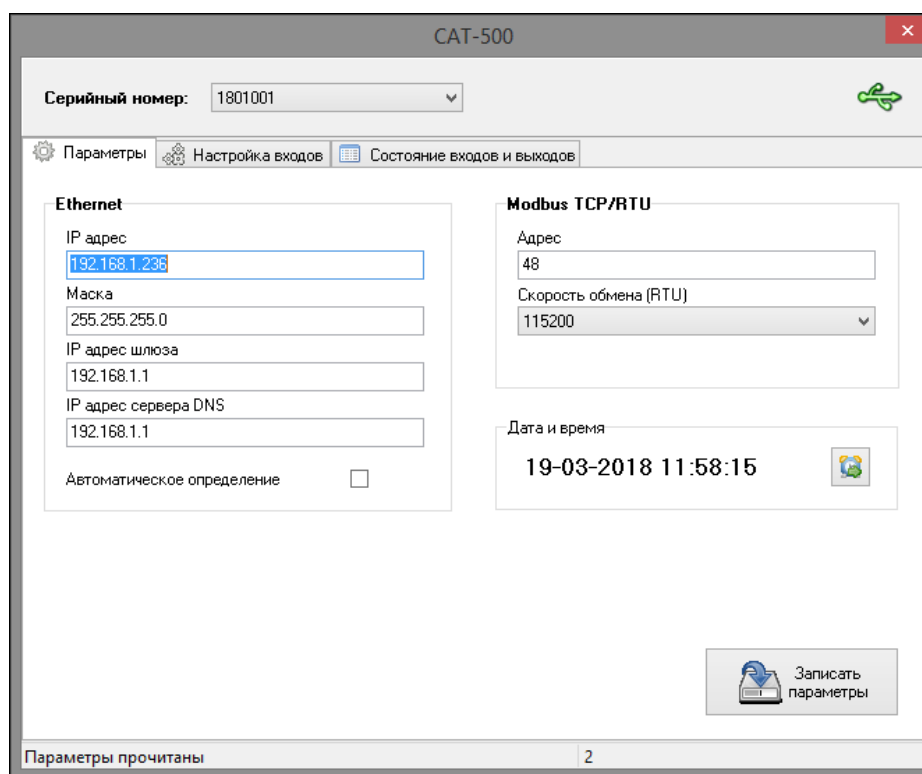 CAT-500
Серийный номер: 1801001
Параметры Настройка входов Состояние входов и выходов
Ethernet
IP адрес
192.168.1.236
Маска
255.255.255.0
IP адрес шлюза
192.168.1.1
IP адрес сервера DNS
192.168.1.1
Автоматическое определение
Modbus TCP/RTU
Адрес
48
Скорость обмена (RTU)
115200
Дата и время
19-03-2018 11:58:15
Записать
параметры
Параметры прочитаны 2